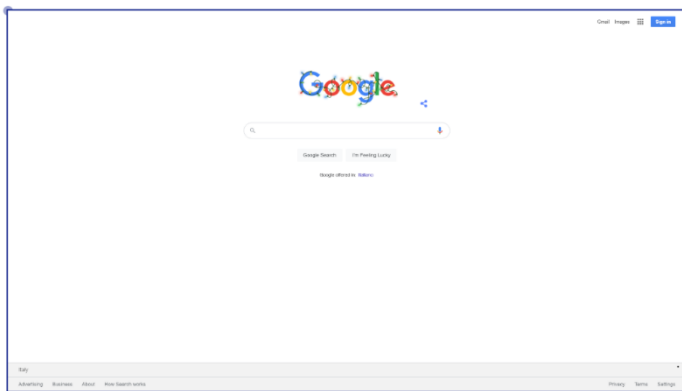 Gmail Images Sign in
Google
Google Search I'm Feeling Lucky
Google offered in: Italiano
Italy
Advertising Business About How Search works Privacy Terms Settings